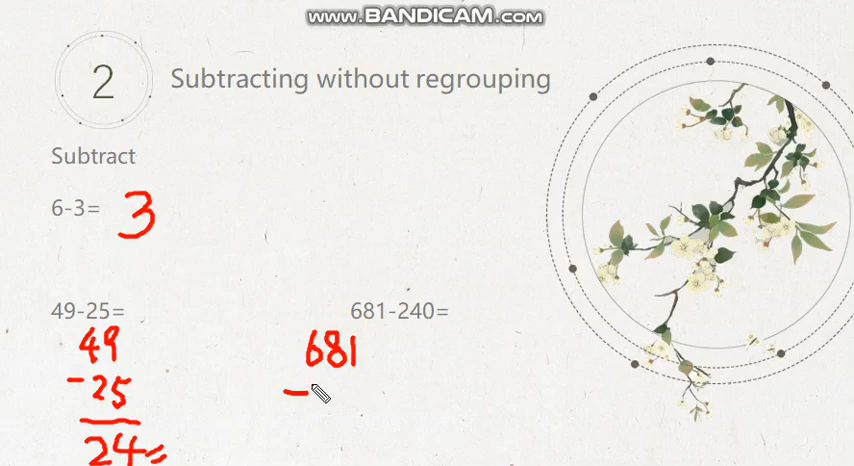 WWW.BANDICAM.COM
2 Subtracting without regrouping
Subtract
6-3= 3
49-25= 681-240=
49 681
-25 -
24=